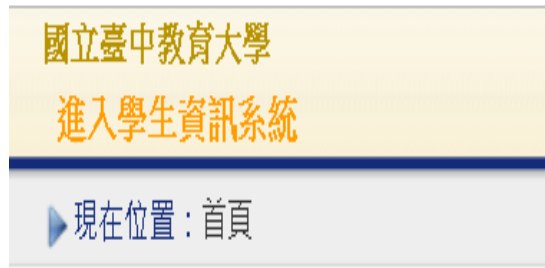 國立臺中教育大學
進入學生資訊系統
現在位置：首頁